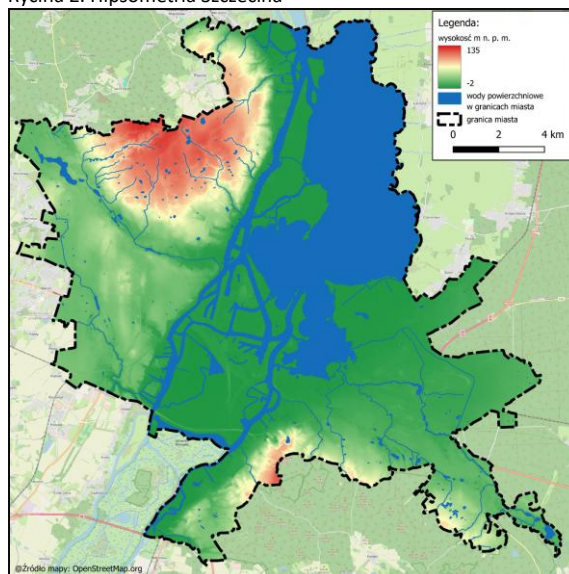 Rycina 2. Hipsometria Szczecina
Legenda:
wysokość m n. p. m.
135
-2
wody powierzchniowe
w granicach miasta
granica miasta
0 2 4 km
@Źródło mapy: OpenStreetMap.org